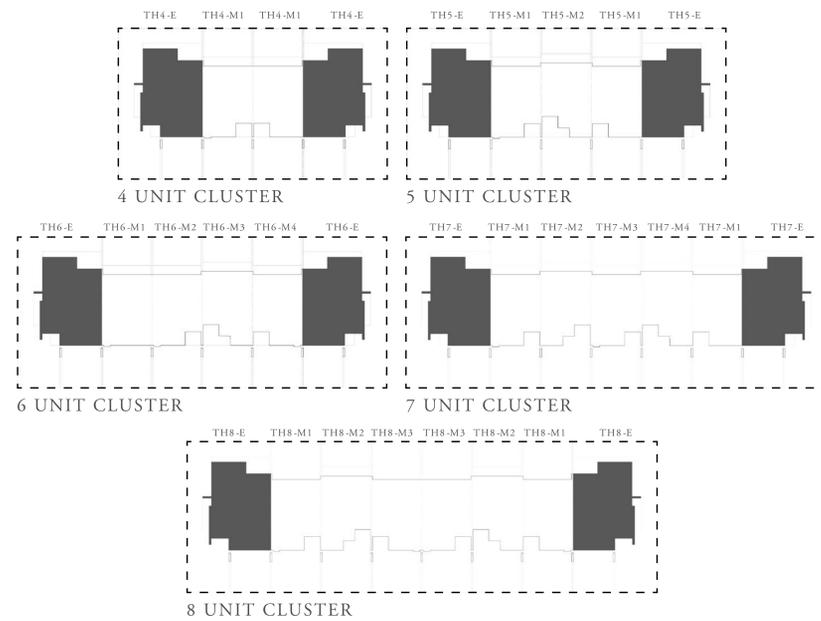 TH4-E TH4-M1 TH4-M1 TH4-E
4 UNIT CLUSTER
TH5-E TH5-M1 TH5-M2 TH5-M1 TH5-E
5 UNIT CLUSTER
TH6-E TH6-M1 TH6-M2 TH6-M3 TH6-M4 TH6-E
6 UNIT CLUSTER
TH7-E TH7-M1 TH7-M2 TH7-M3 TH7-M4 TH7-M1 TH7-E
7 UNIT CLUSTER
TH8-E TH8-M1 TH8-M2 TH8-M3 TH8-M3 TH8-M2 TH8-M1 TH8-E
8 UNIT CLUSTER